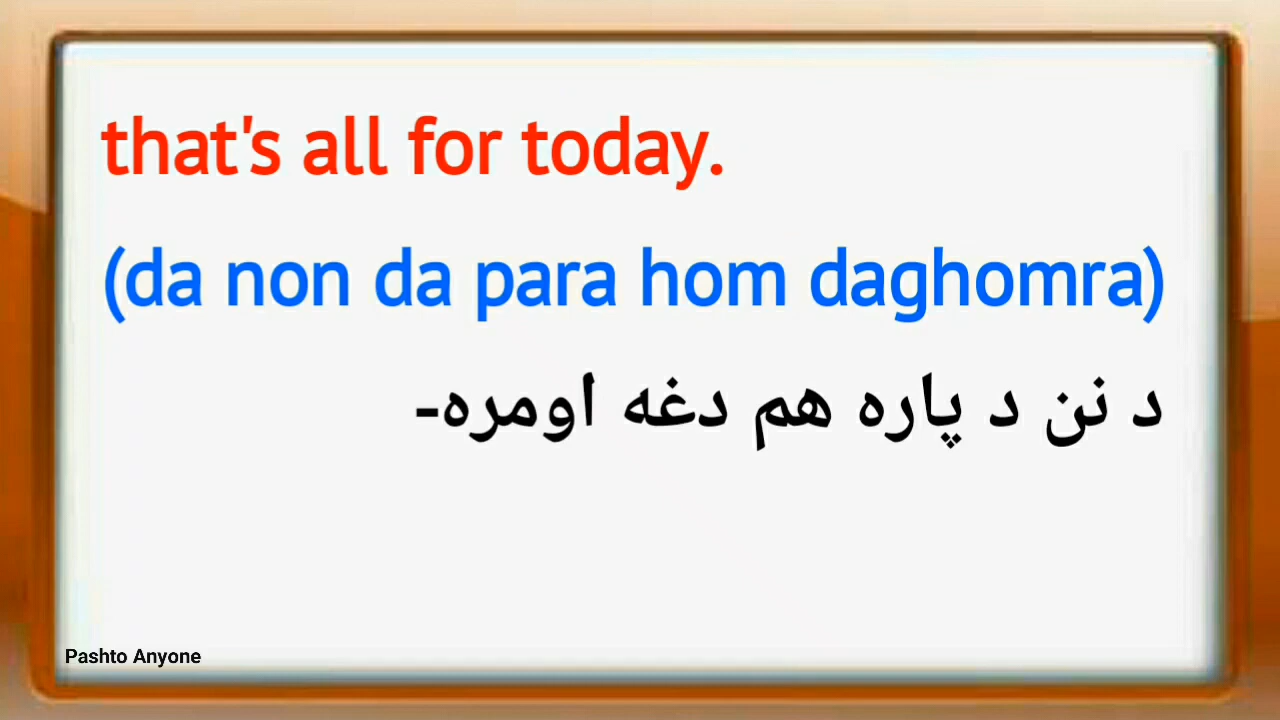 that's all for today.
(da non da para hom daghomra)
د نن د پاره هم دغه اومره-
Pashto Anyone